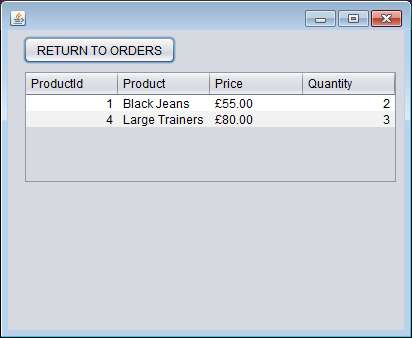 RETURN TO ORDERS
ProductId Product Price Quantity
1 Black Jeans £55.00 2
4 Large Trainers £80.00 3